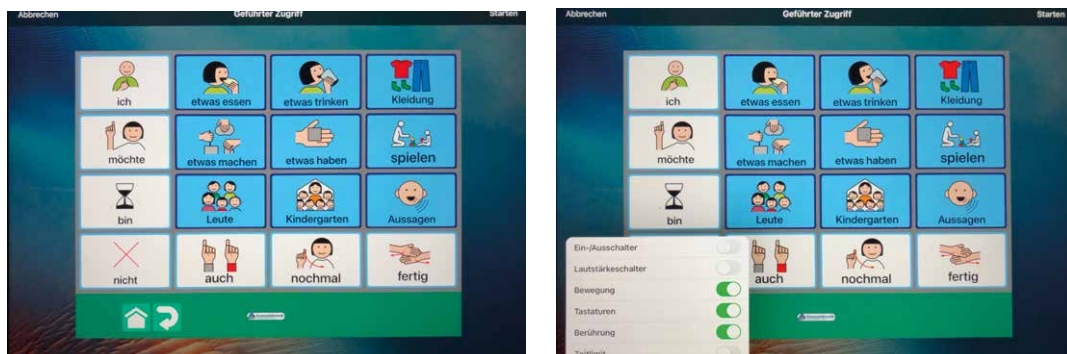 Abbrechen Geführter Zugriff Starten
ich etwas essen etwas trinken Kleidung
möchte etwas machen etwas haben spielen
bin Leute Kindergarten Aussagen
nicht auch nochmal fertig
Abbrechen Geführter Zugriff Starten
ich etwas essen etwas trinken Kleidung
möchte etwas machen etwas haben spielen
bin Leute Kindergarten Aussagen
Ein-/Ausschalter
auch nochmal fertig
Lautstärkeschalter
Bewegung
Tastaturen
Berührung
Zeitlimit